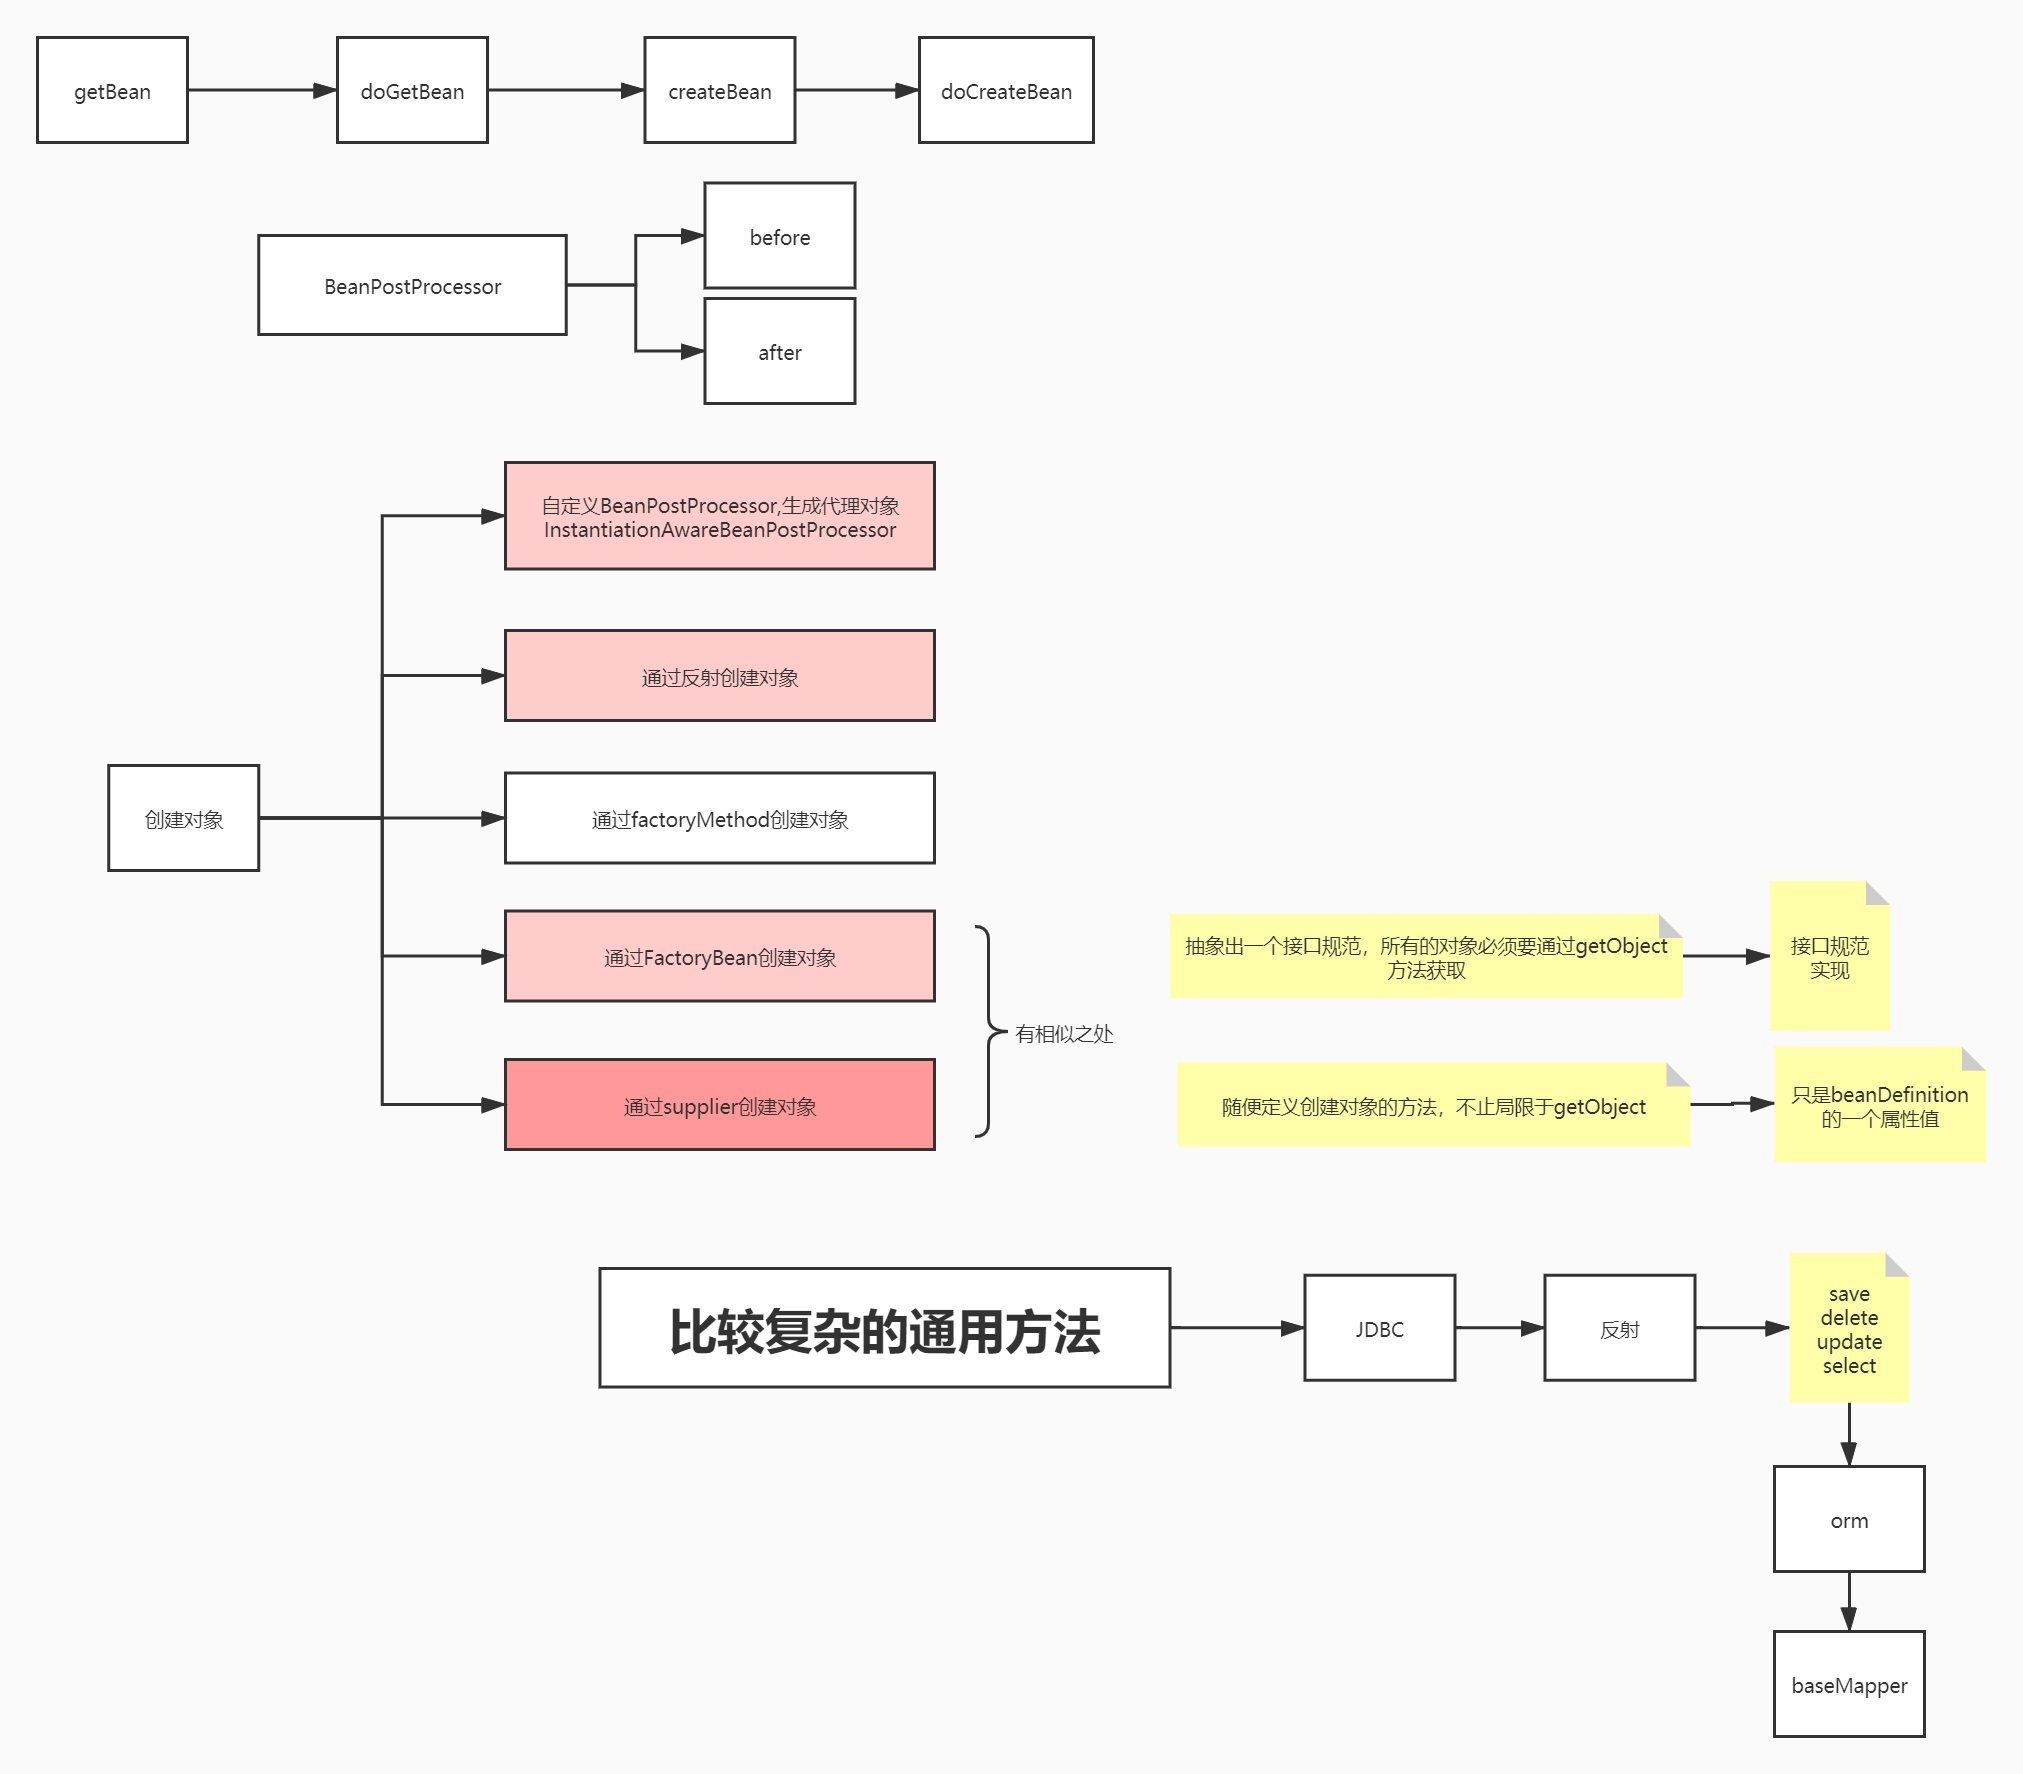 getBean
doGetBean
createBean
doCreateBean
BeanPostProcessor
before
after
创建对象
自定义BeanPostProcessor,生成代理对象
InstantiationAwareBeanPostProcessor
通过反射创建对象
通过factoryMethod创建对象
通过FactoryBean创建对象
通过supplier创建对象
有相似之处
抽象出一个接口规范，所有的对象必须要通过getObject
方法获取
接口规范
实现
随便定义创建对象的方法，不止局限于getObject
只是beanDefinition
的一个属性值
比较复杂的通用方法
JDBC
反射
save
delete
update
select
orm
baseMapper